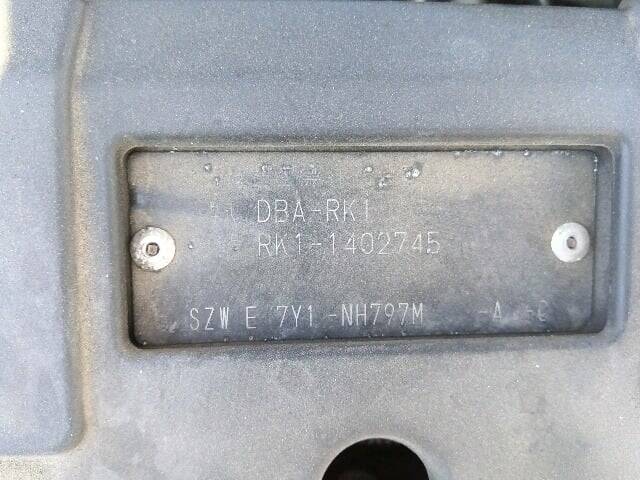 DBA-RK1
RK1-1402745
SZW E 7Y1 -NH797M -A -C